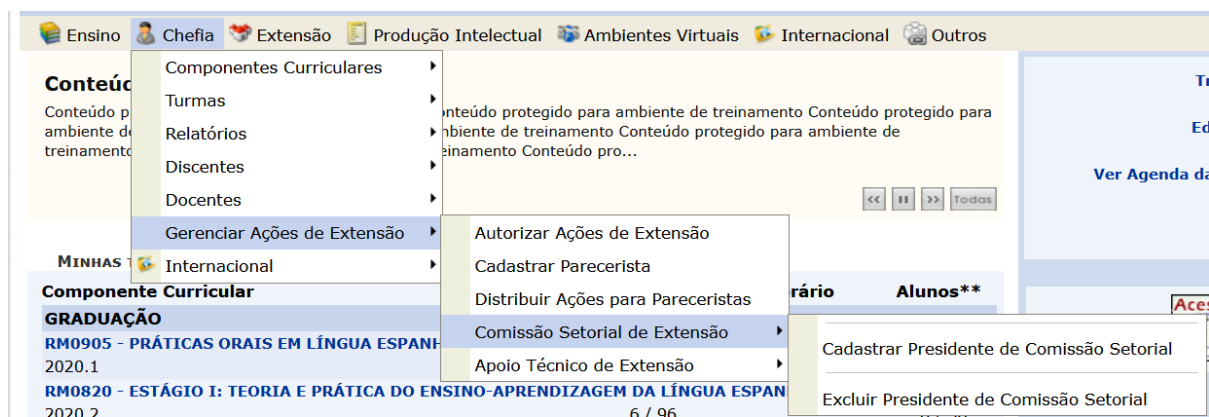 Ensino Chefia Extensão Produção Intelectual Ambientes Virtuais Internacional Outros
Componentes Curriculares
Turmas
Relatórios
Discentes
Docentes
Gerenciar Ações de Extensão
Internacional
Autorizar Ações de Extensão
Cadastrar Parecerista
Distribuir Ações para Pareceristas
Comissão Setorial de Extensão
Apoio Técnico de Extensão
Cadastrar Presidente de Comissão Setorial
Excluir Presidente de Comissão Setorial
Conteúd
Conteúdo p onteúdo protegido para ambiente de treinamento Conteúdo protegido para
ambiente d mbiente de treinamento Conteúdo protegido para ambiente de
treinamento einamento Conteúdo pro...
<< >> Todas
Ver Agenda da
MINHAS
Componente Curricular rário Alunos**
GRADUAÇÃO
RM0905 - PRÁTICAS ORAIS EM LÍNGUA ESPANH
2020.1
RM0820 - ESTÁGIO I: TEORIA E PRÁTICA DO ENSINO-APRENDIZAGEM DA LÍNGUA ESPAN
2020.2 6 / 96